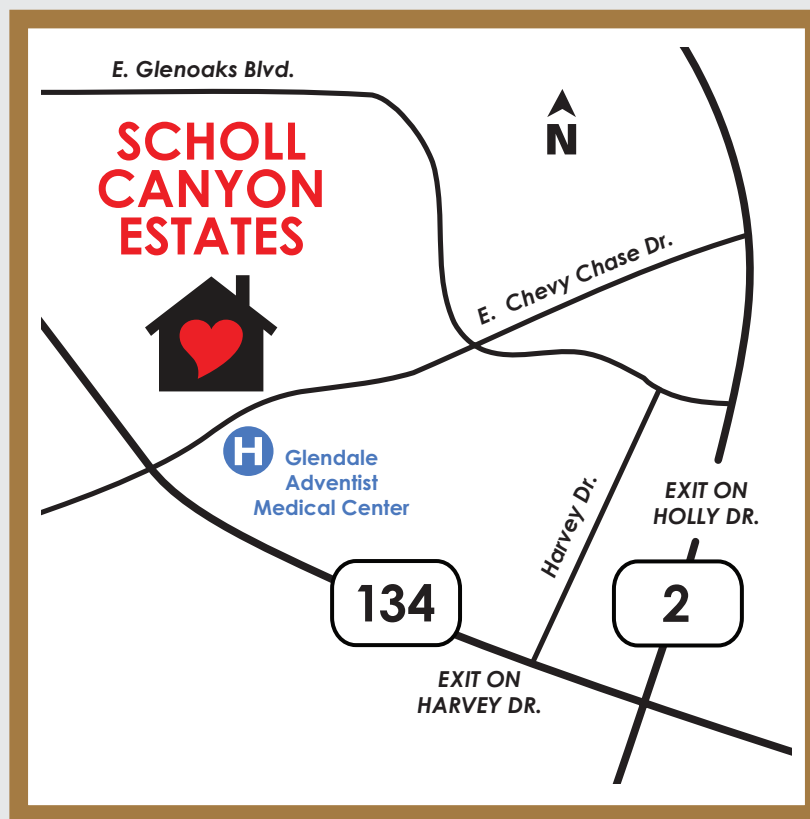 E. Glenoaks Blvd.
SCHOLL
CANYON
ESTATES
N
E. Chevy Chase Dr.
H
Glendale
Adventist
Medical Center
Harvey Dr.
EXIT ON
HOLLY DR.
134
2
EXIT ON
HARVEY DR.